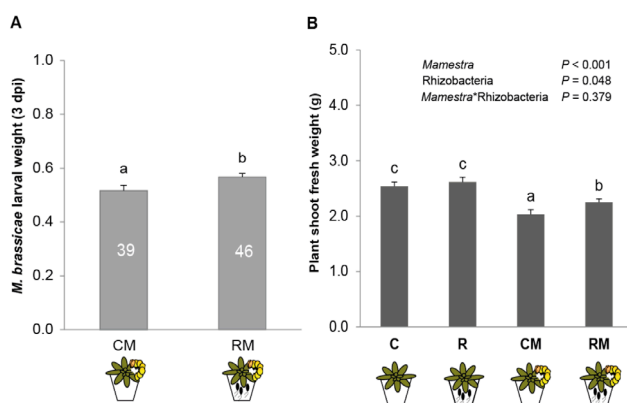 A
M. brassicae larval weight (3 dpi)
1.0
0.8
0.6
0.4
0.2
0.0
a
b
39
46
CM
RM
B
Plant shoot fresh weight (g)
5.0
4.0
3.0
2.0
1.0
0.0
Mamestra P < 0.001
Rhizobacteria P = 0.048
Mamestra*Rhizobacteria P = 0.379
c
c
a
b
C
R
CM
RM